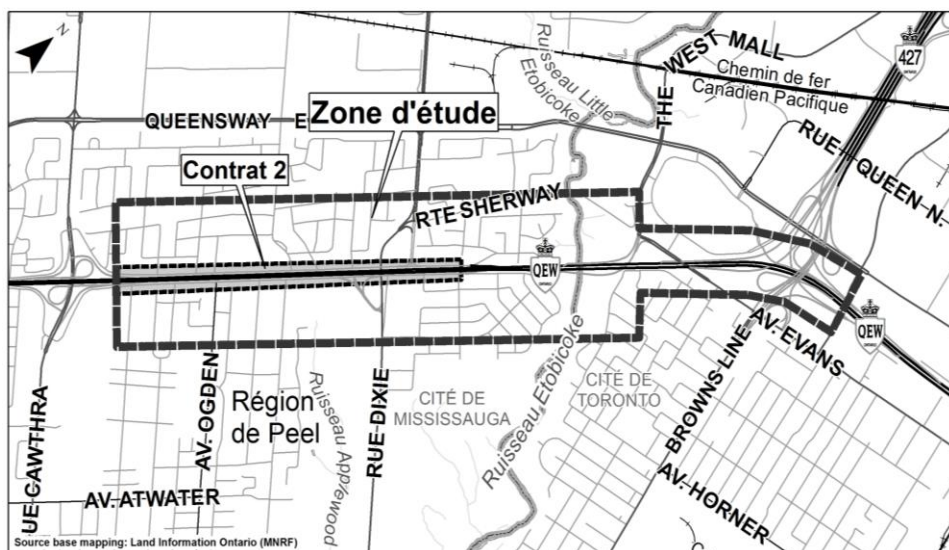 N
427
THE WEST MALL
Chemin de fer
Canadien Pacifique
Ruisseau Little
Etobicoke
QUEENSWAY E
Zone d'étude
RUE QUEEN N.
Contrat 2
RTE SHERWAY
QEW
QEW
AV. EVANS
Ruisseau Etobicoke
BROWNS LINE
CITÉ DE
MISSISSAUGA
CITÉ DE
TORONTO
UE CAWTHRA
AV. OGDEN
Région
de Peel
Ruisseau Applewood
RUE DIXIE
AV. ATWATER
AV. HORNER
Source base mapping: Land Information Ontario (MNRF)